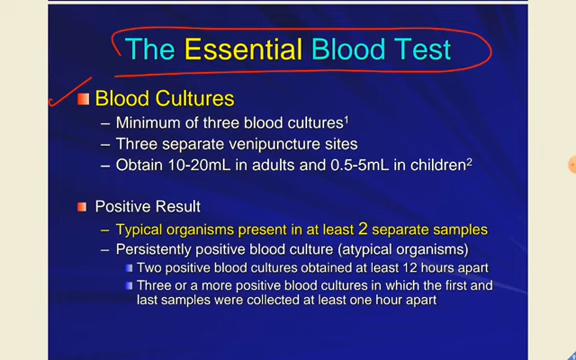 The Essential Blood Test
Blood Cultures
– Minimum of three blood cultures¹
– Three separate venipuncture sites
– Obtain 10-20mL in adults and 0.5-5mL in children²
Positive Result
– Typical organisms present in at least 2 separate samples
– Persistently positive blood culture (atypical organisms)
Two positive blood cultures obtained at least 12 hours apart
Three or a more positive blood cultures in which the first and
last samples were collected at least one hour apart